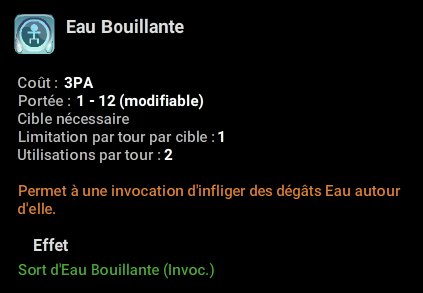 Eau Bouillante
Coût : 3PA
Portée : 1 - 12 (modifiable)
Cible nécessaire
Limitation par tour par cible : 1
Utilisations par tour : 2
Permet à une invocation d'infliger des dégâts Eau autour
d'elle.
Effet
Sort d'Eau Bouillante (Invoc.)